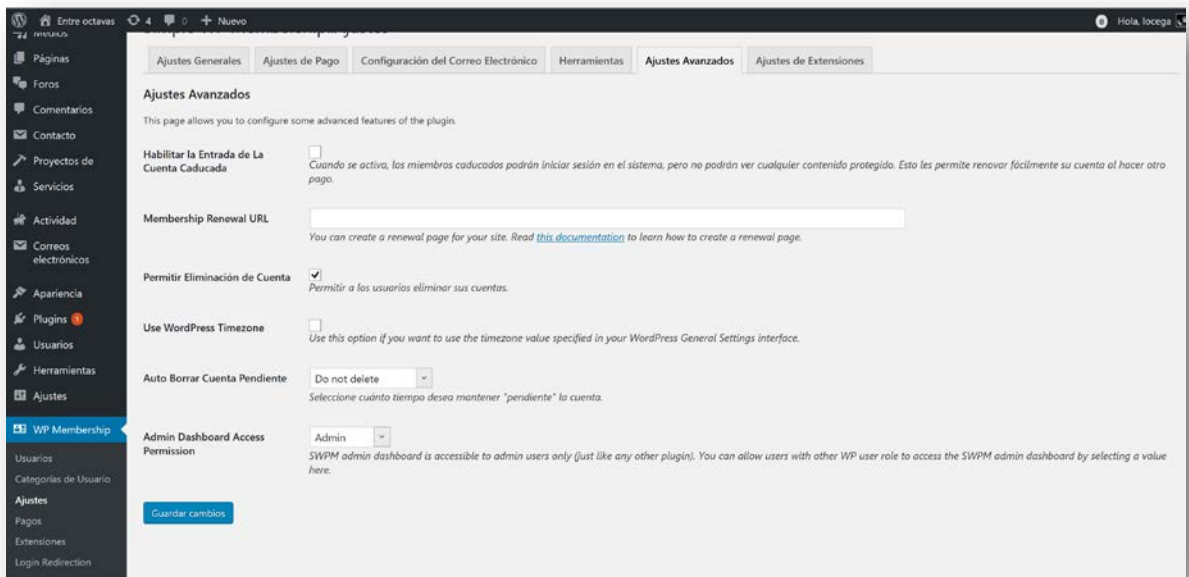 Entre octavas 4 0 + Nuevo 0 Hola, locega
Medios
Páginas
Foros
Comentarios
Contacto
Proyectos de
Servicios
Actividad
Correos
electrónicos
Apariencia
Plugins 1
Usuarios
Herramientas
Ajustes
WP Membership
Usuarios
Categorías de Usuario
Ajustes
Pagos
Extensiones
Login Redirection
Ajustes Generales Ajustes de Pago Configuración del Correo Electrónico Herramientas Ajustes Avanzados Ajustes de Extensiones
Ajustes Avanzados
This page allows you to configure some advanced features of the plugin.
Habilitar la Entrada de La
Cuenta Caducada
Cuando se activa, los miembros caducados podrán iniciar sesión en el sistema, pero no podrán ver cualquier contenido protegido. Esto les permite renovar fácilmente su cuenta al hacer otro
pago.
Membership Renewal URL
You can create a renewal page for your site. Read this documentation to learn how to create a renewal page.
Permitir Eliminación de Cuenta
Permitir a los usuarios eliminar sus cuentas.
Use WordPress Timezone
Use this option if you want to use the timezone value specified in your WordPress General Settings interface.
Auto Borrar Cuenta Pendiente Do not delete
Seleccione cuánto tiempo desea mantener "pendiente" la cuenta.
Admin Dashboard Access
Permission
Admin
SWPM admin dashboard is accessible to admin users only (just like any other plugin). You can allow users with other WP user role to access the SWPM admin dashboard by selecting a value
here.
Guardar cambios